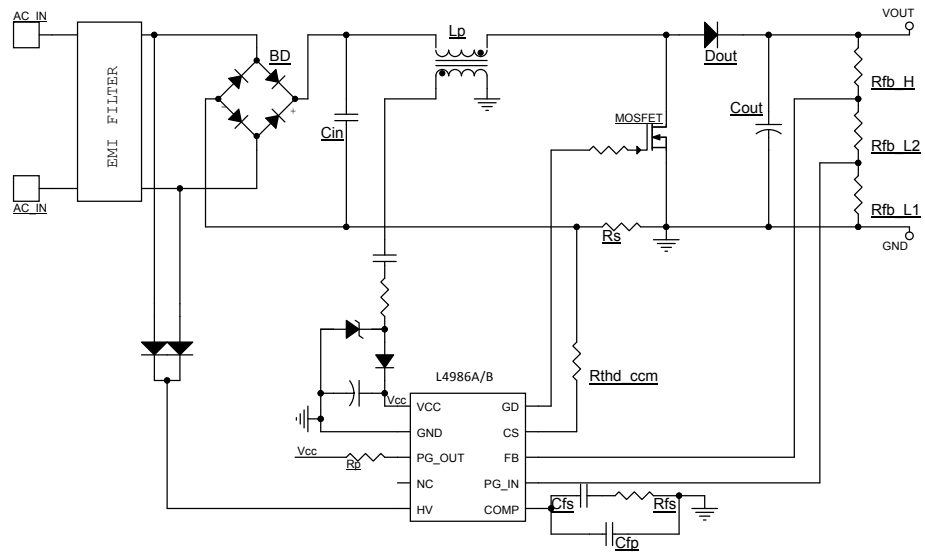 AC_IN
EMI FILTER
AC_IN
BD
-
+
Cin
Lp
MOSFET
Dout
Cout
VOUT
Rfb_H
Rfb_L2
Rfb_L1
GND
Rs
Rthd_ccm
L4986A/B
Vcc
VCC
GD
GND
CS
Vcc
Rp
PG_OUT
FB
NC
PG_IN
HV
COMP
Cfs
Rfs
Cfp